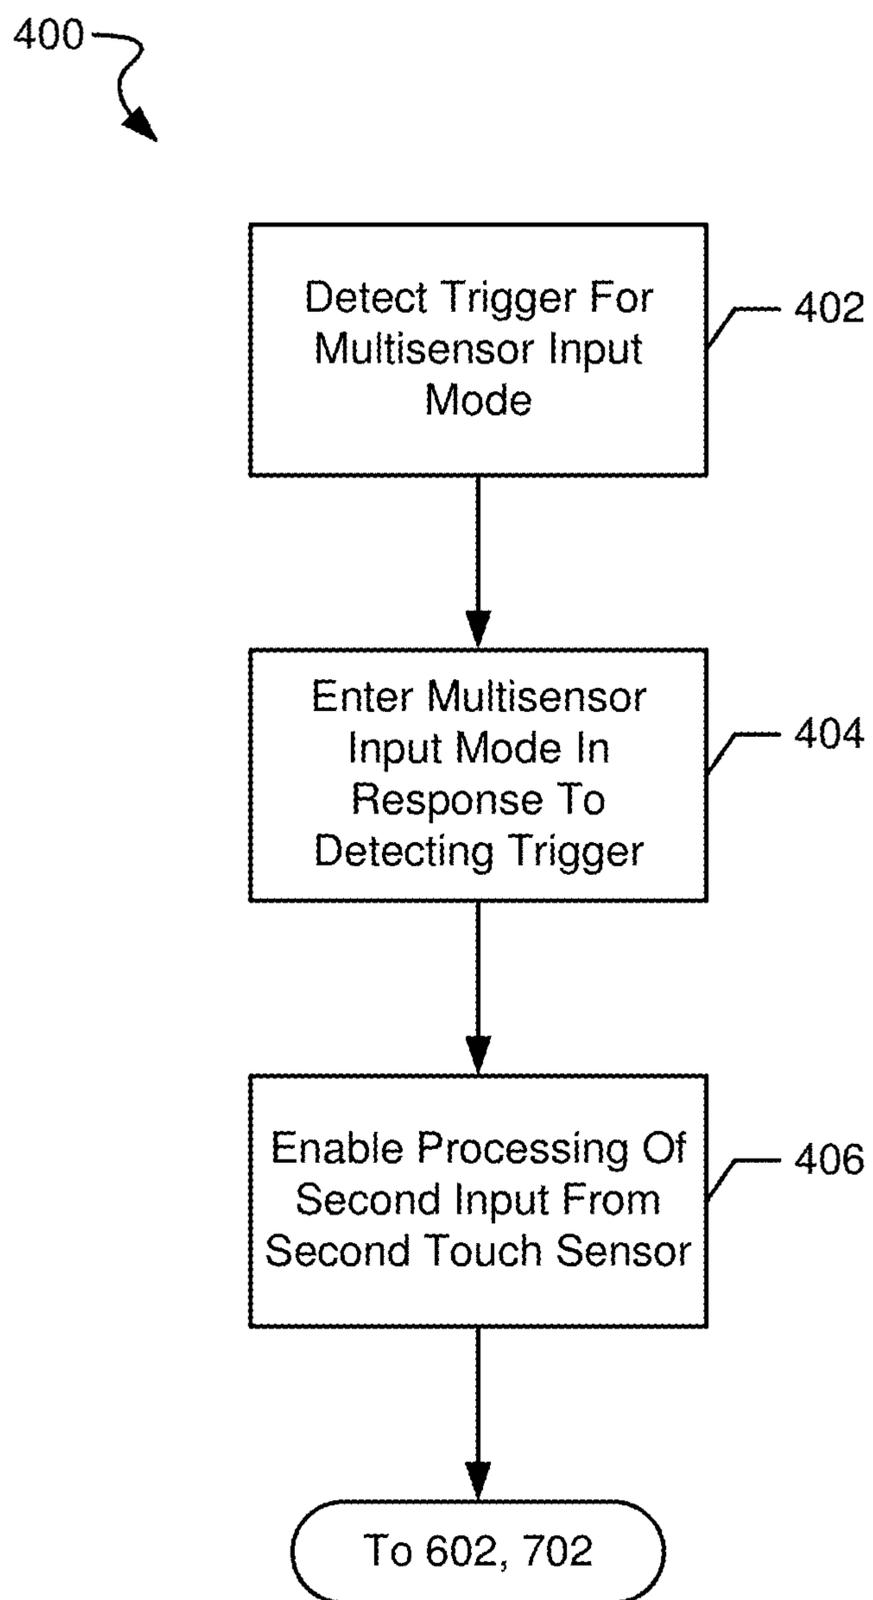 400
Detect Trigger For
Multisensor Input
Mode
402
Enter Multisensor
Input Mode In
Response To
Detecting Trigger
404
Enable Processing Of
Second Input From
Second Touch Sensor
406
To 602, 702